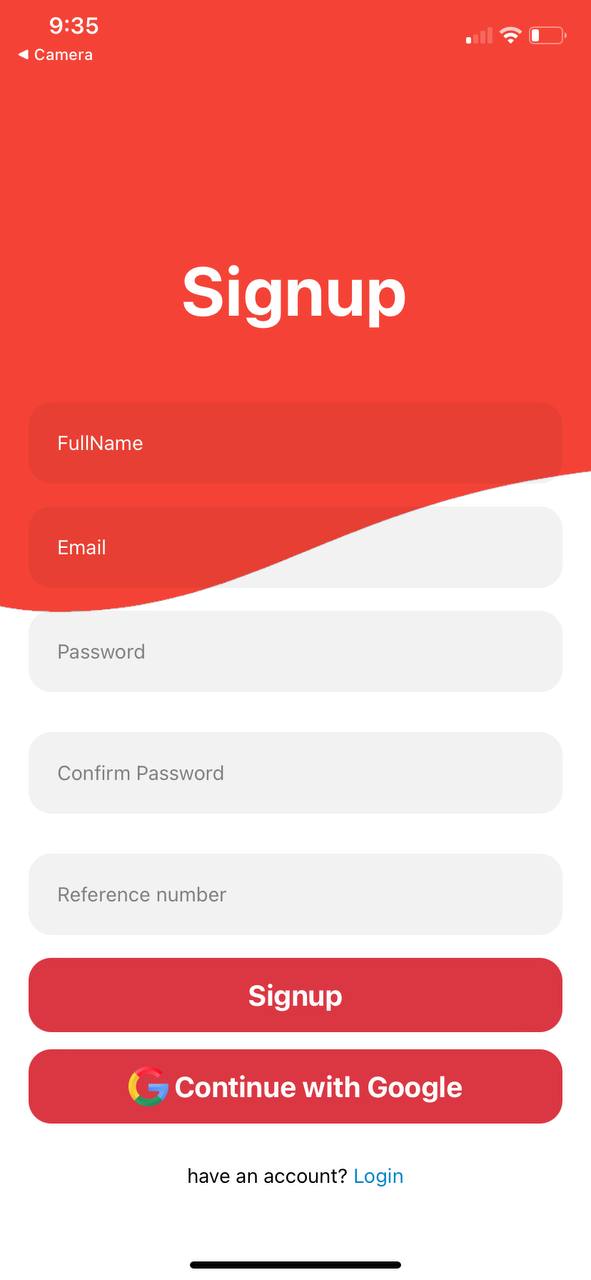 9:35
◀ Camera
Signup
FullName
Email
Password
Confirm Password
Reference number
Signup
Continue with Google
have an account? Login